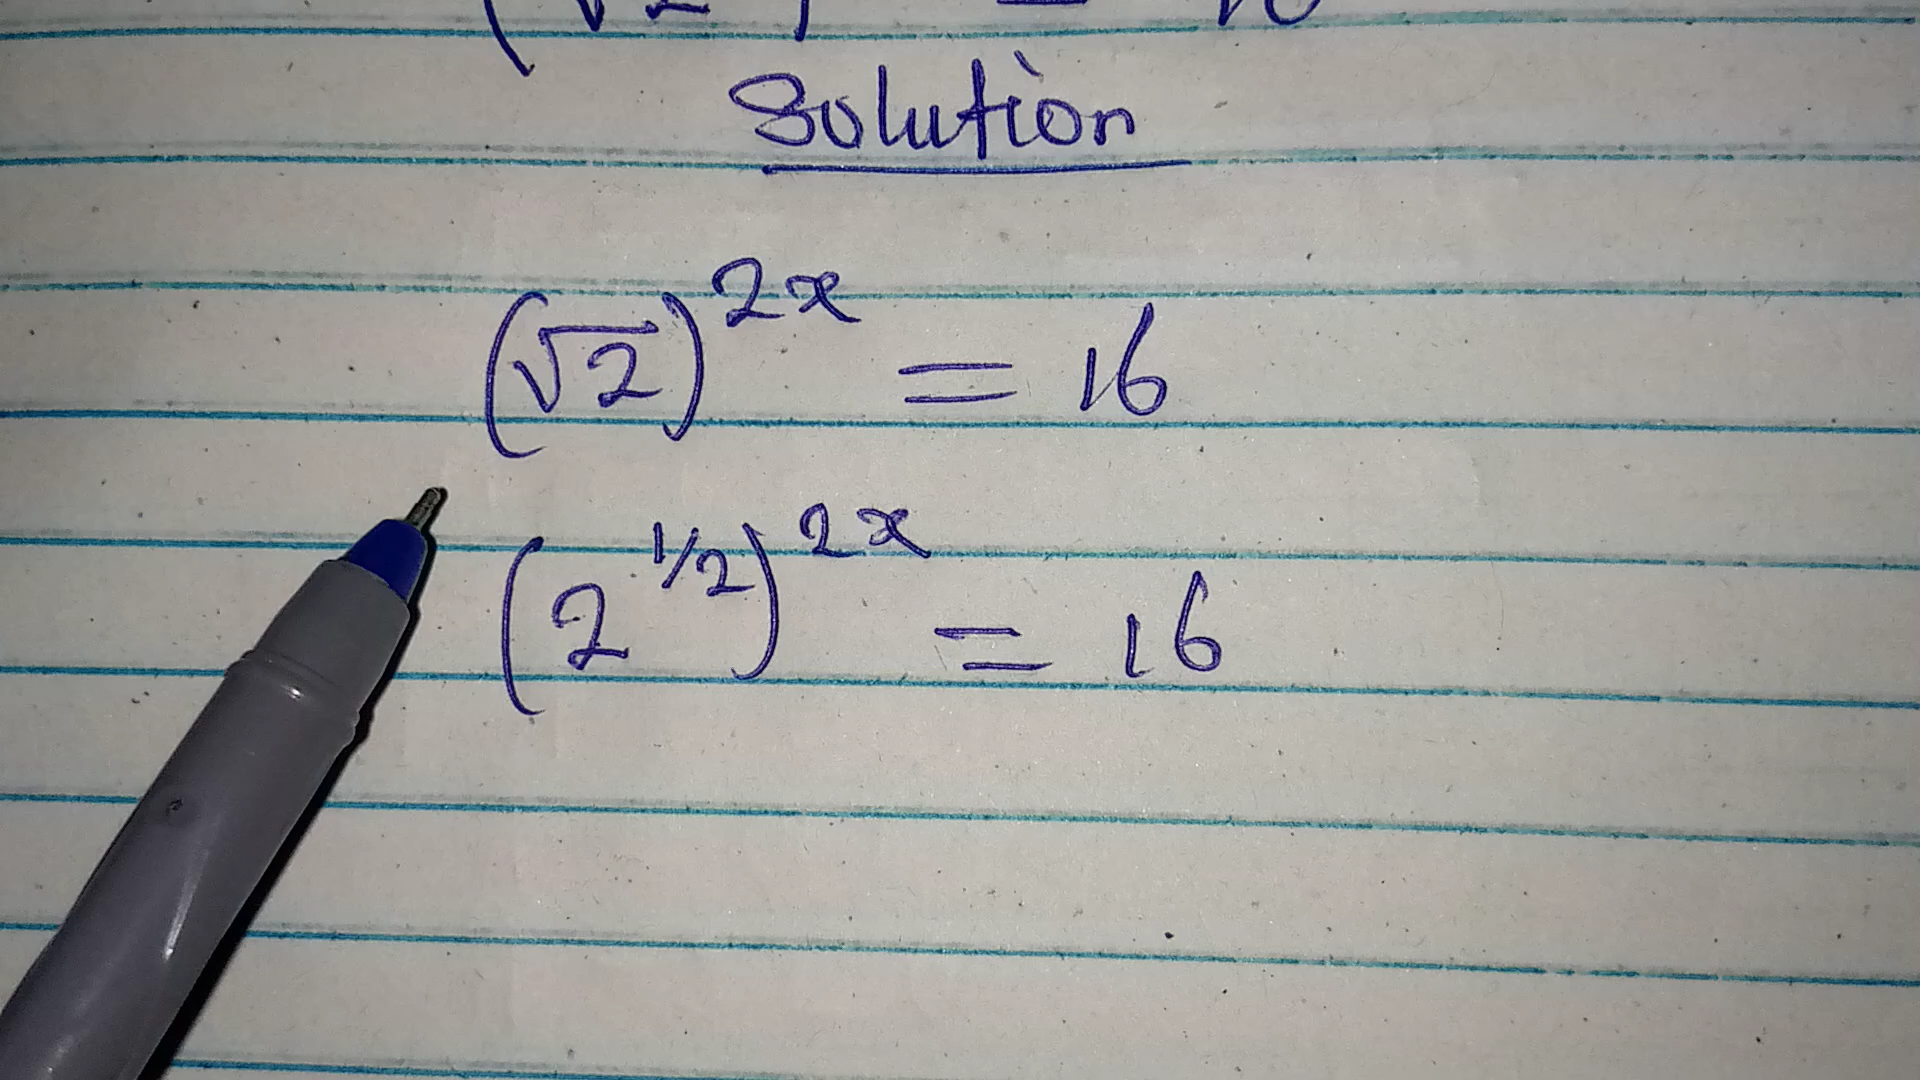 Solution
(√2)^2x = 16
(2^1/2)^2x = 16